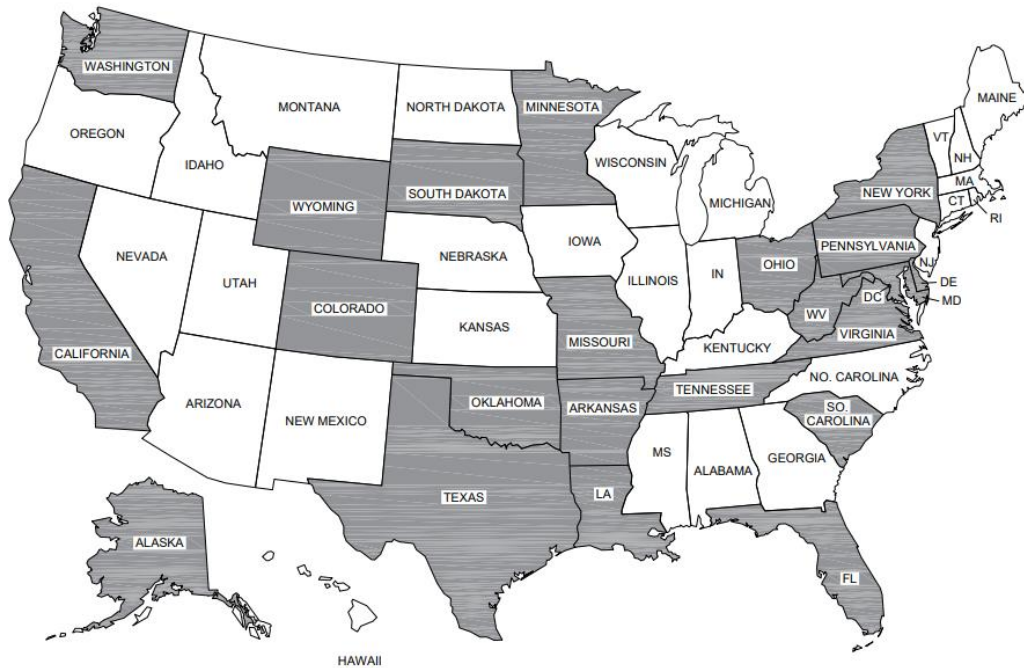 WASHINGTON
MONTANA
NORTH DAKOTA
MINNESOTA
MAINE
OREGON
IDAHO
WISCONSIN
VT
NH
WYOMING
SOUTH DAKOTA
MICHIGAN
NEW YORK
MA
CT
RI
NEVADA
UTAH
NEBRASKA
IOWA
ILLINOIS
IN
OHIO
PENNSYLVANIA
NJ
DE
MD
DC
COLORADO
KANSAS
MISSOURI
WV
VIRGINIA
KENTUCKY
CALIFORNIA
ARIZONA
NEW MEXICO
OKLAHOMA
ARKANSAS
TENNESSEE
NO. CAROLINA
SO.
CAROLINA
MS
ALABAMA
GEORGIA
TEXAS
LA
FL
ALASKA
HAWAII